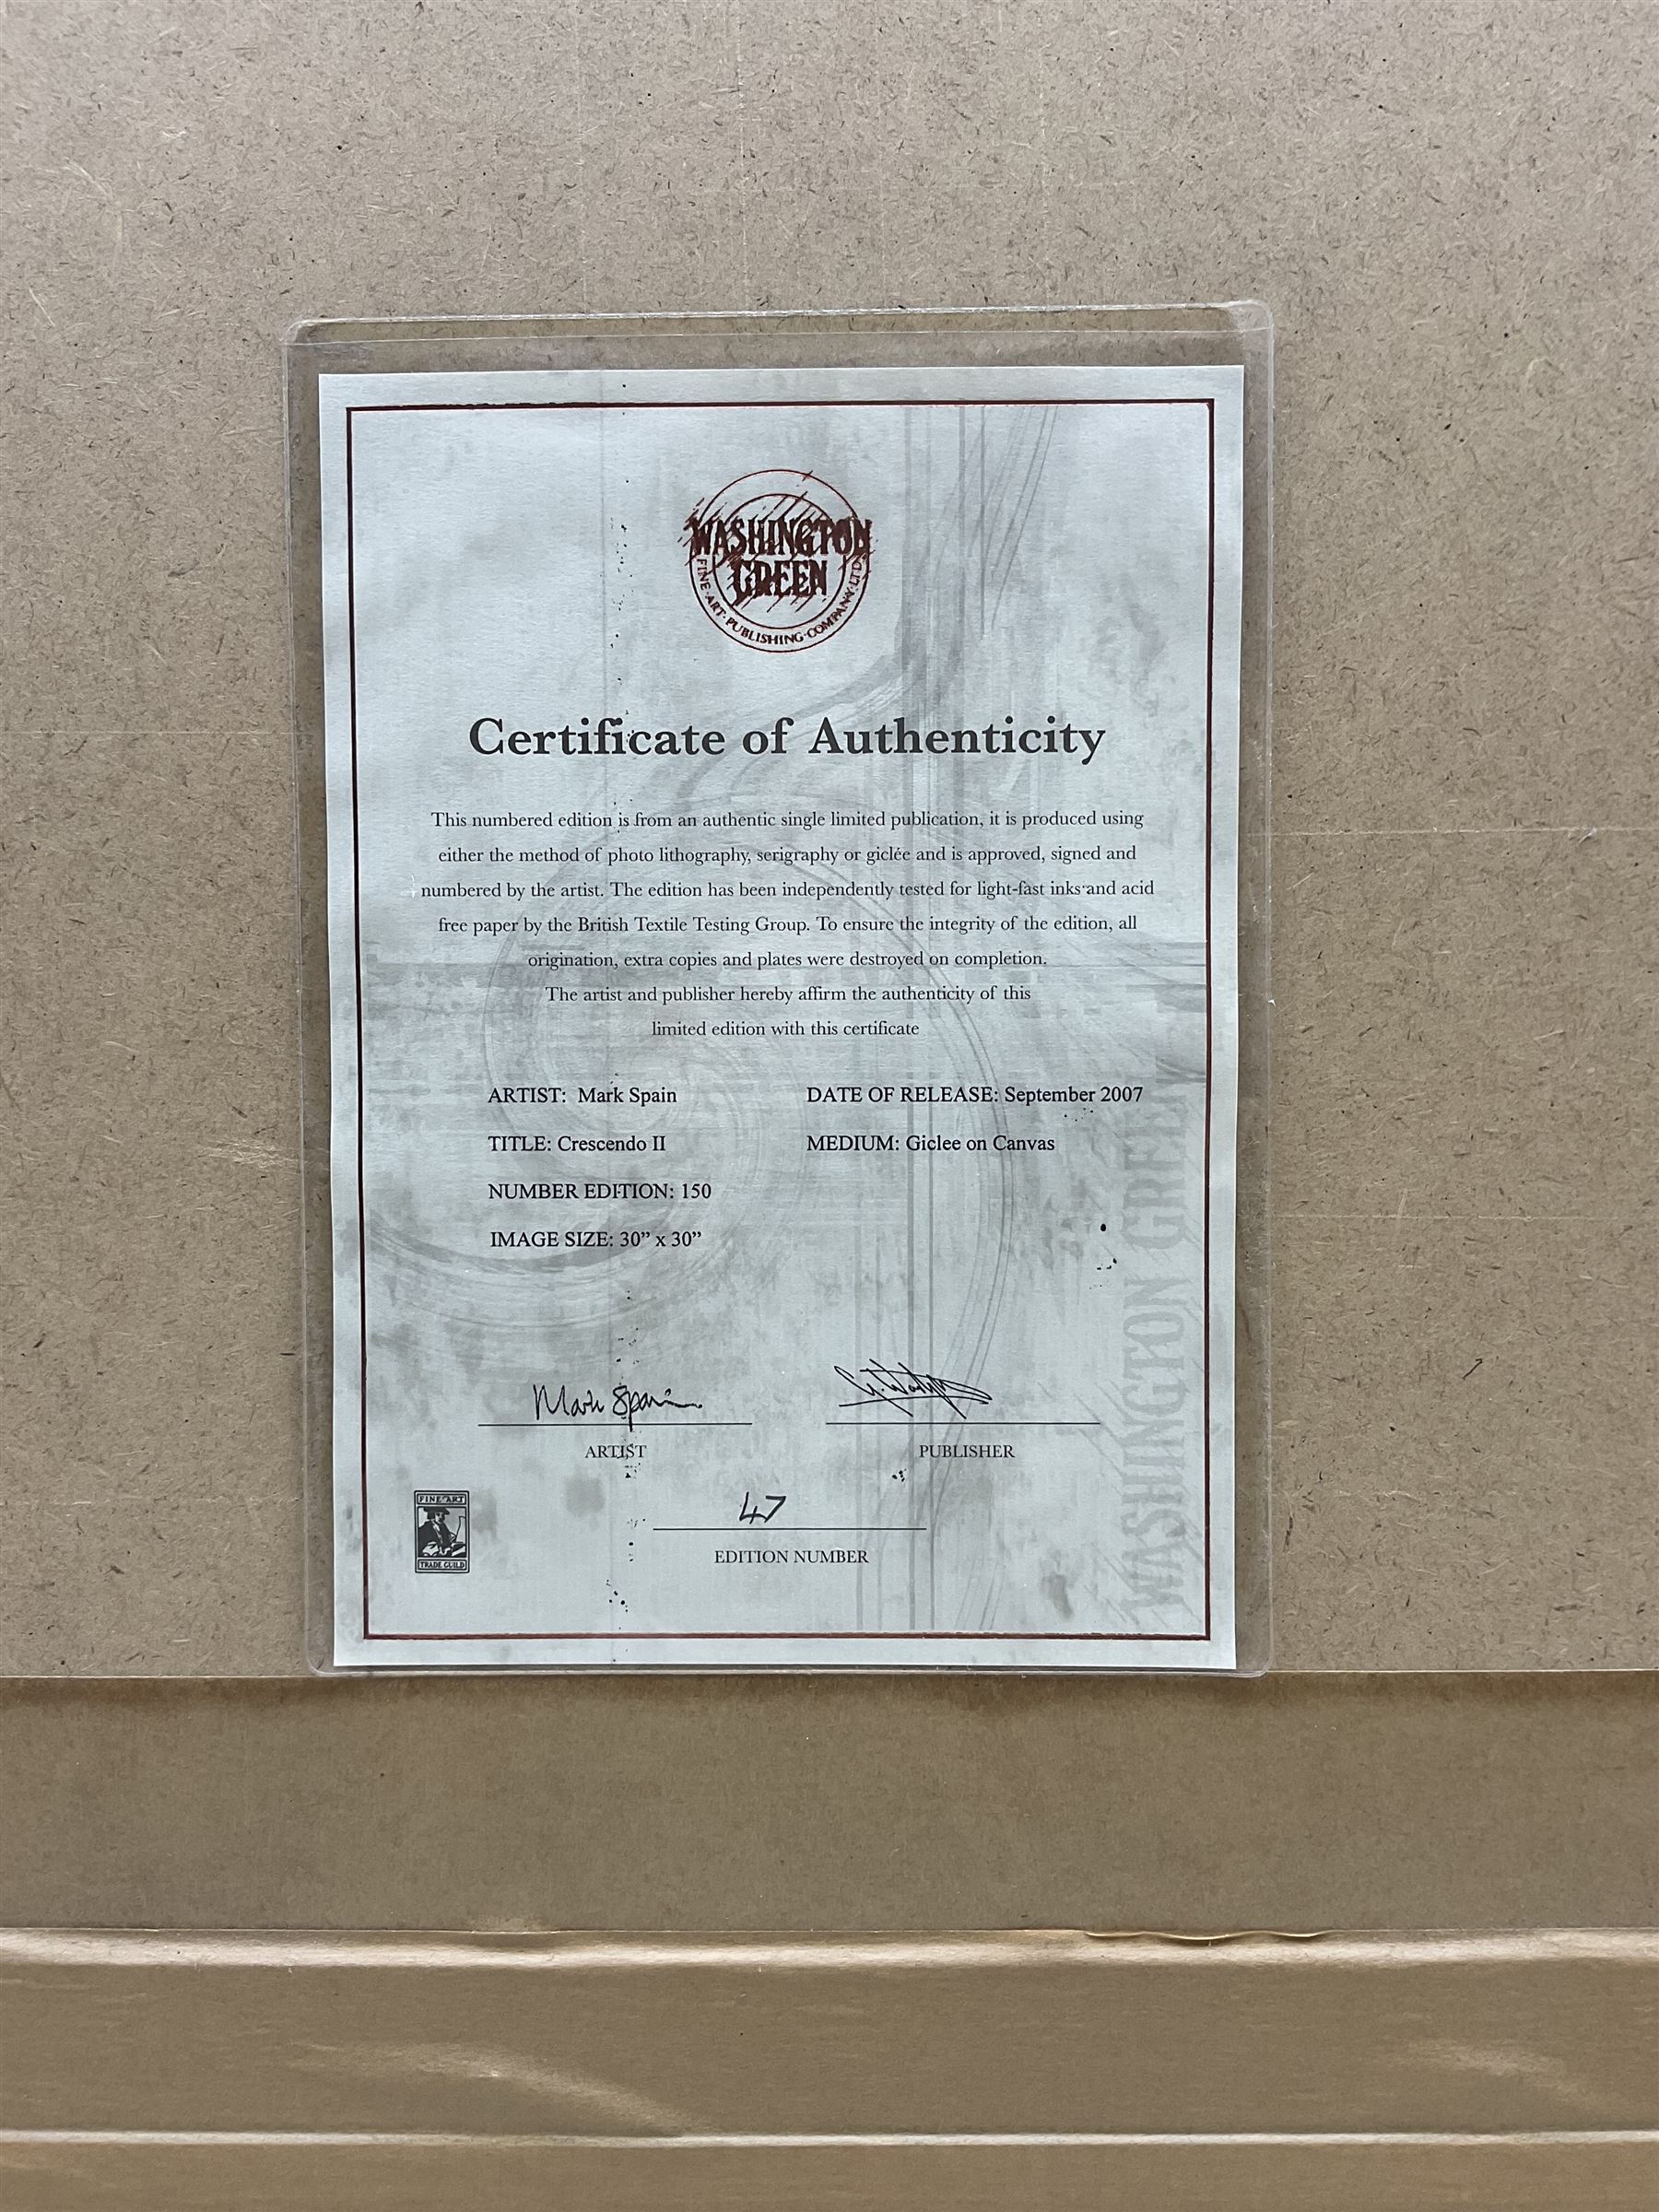 WASHINGTON
GREEN
FINE·ART·PUBLISHING·COMPANY·LTD
Certificate of Authenticity
This numbered edition is from an authentic single limited publication, it is produced using
either the method of photo lithography, serigraphy or giclée and is approved, signed and
numbered by the artist. The edition has been independently tested for light-fast inks and acid
free paper by the British Textile Testing Group. To ensure the integrity of the edition, all
origination, extra copies and plates were destroyed on completion.
The artist and publisher hereby affirm the authenticity of this
limited edition with this certificate
ARTIST: Mark Spain DATE OF RELEASE: September 2007
TITLE: Crescendo II MEDIUM: Giclee on Canvas
NUMBER EDITION: 150
IMAGE SIZE: 30” x 30”
Mark Spain
ARTIST PUBLISHER
47
EDITION NUMBER
FINE ART
TRADE GUILD
WASHINGTON GREEN